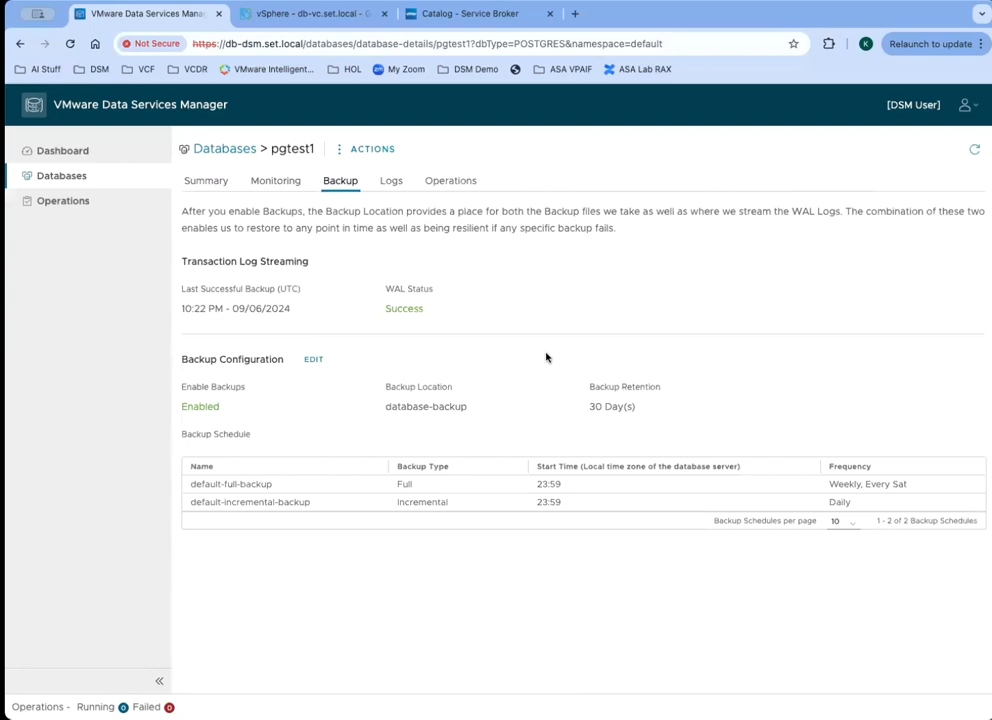 VMware Data Services Mana
vSphere - db-vc.set.local - G
Catalog - Service Broker
Not Secure
https://db-dsm.set.local/databases/database-details/pgtest1?dbType=POSTGRES&namespace=default
K
Relaunch to update
AI Stuff
DSM
VCF
VCDR
VMware Intelligent...
HOL
My Zoom
DSM Demo
ASA VPAIF
ASA Lab RAX
VMware Data Services Manager
[DSM User]
Dashboard
Databases
Operations
Databases > pgtest1
ACTIONS
Summary
Monitoring
Backup
Logs
Operations
After you enable Backups, the Backup Location provides a place for both the Backup files we take as well as where we stream the WAL Logs. The combination of these two
enables us to restore to any point in time as well as being resilient if any specific backup fails.
Transaction Log Streaming
Last Successful Backup (UTC)
WAL Status
10:22 PM - 09/06/2024
Success
Backup Configuration
EDIT
Enable Backups
Backup Location
Backup Retention
Enabled
database-backup
30 Day(s)
Backup Schedule
Name
Backup Type
Start Time (Local time zone of the database server)
Frequency
default-full-backup
Full
23:59
Weekly, Every Sat
default-incremental-backup
Incremental
23:59
Daily
Backup Schedules per page
10
1 - 2 of 2 Backup Schedules
Operations - Running 0 Failed 0